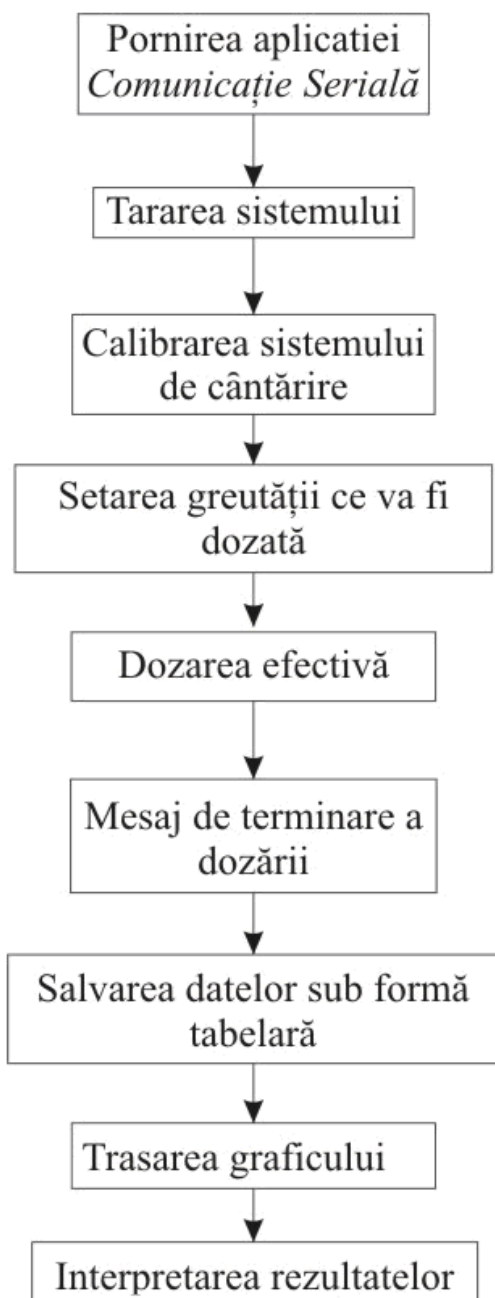 Pornirea aplicatiei
Comunicație Serială
Tararea sistemului
Calibrarea sistemului
de cântărire
Setarea greutății ce va fi
dozată
Dozarea efectivă
Mesaj de terminare a
dozării
Salvarea datelor sub formă
tabelară
Trasarea graficului
Interpretarea rezultatelor